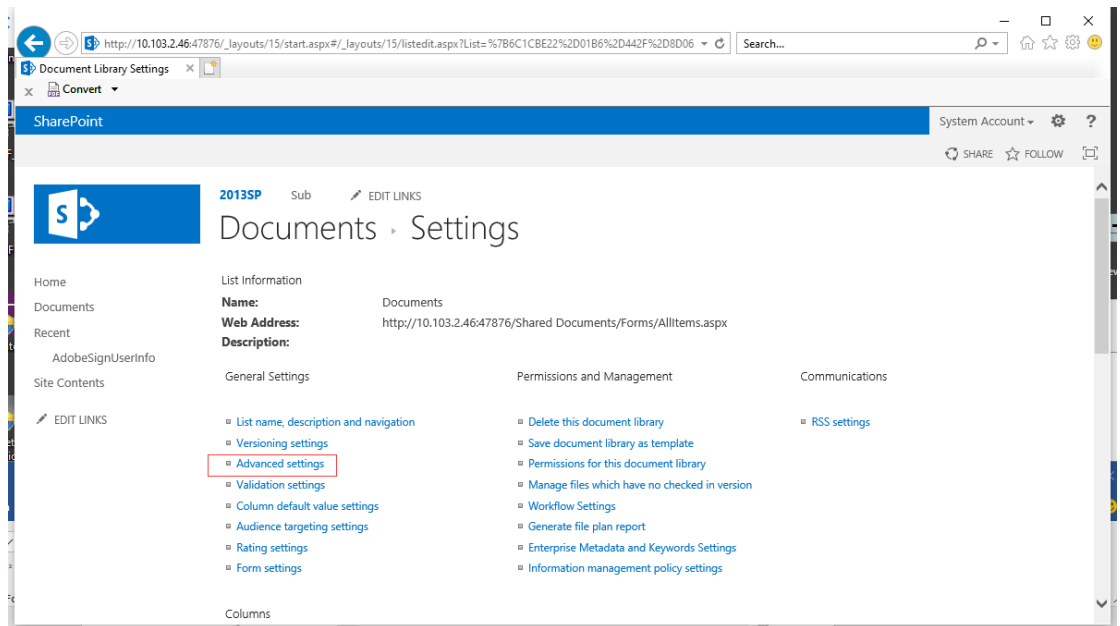 http://10.103.2.46:47876/_layouts/15/start.aspx#/_layouts/15/listedit.aspx?List=%7B6C1CBE22%2D01B6%2D442F%2D8D06
Search...
Document Library Settings
x Convert
SharePoint
System Account
?
SHARE FOLLOW
2013SP Sub EDIT LINKS
S
Documents Settings
Home
Documents
Recent
AdobeSignUserInfo
Site Contents
EDIT LINKS
List Information
Name: Documents
Web Address: http://10.103.2.46:47876/Shared Documents/Forms/AllItems.aspx
Description:
General Settings
List name, description and navigation
Versioning settings
Advanced settings
Validation settings
Column default value settings
Audience targeting settings
Rating settings
Form settings
Permissions and Management
Delete this document library
Save document library as template
Permissions for this document library
Manage files which have no checked in version
Workflow Settings
Generate file plan report
Enterprise Metadata and Keywords Settings
Information management policy settings
Communications
RSS settings
Columns